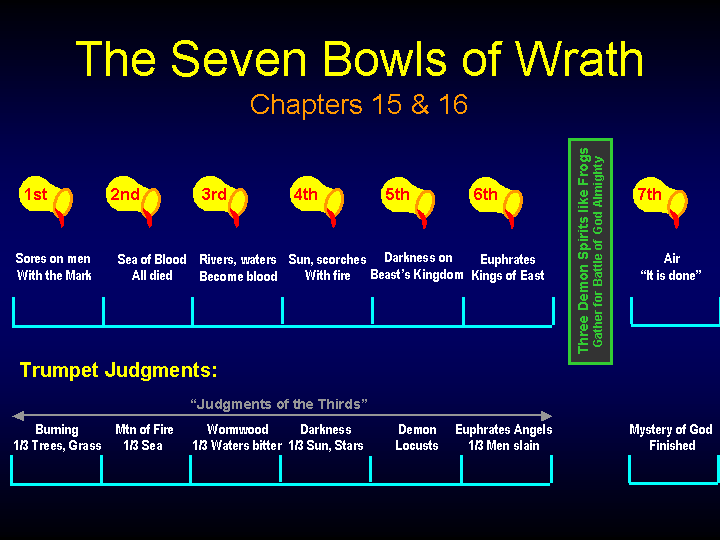 The Seven Bowls of Wrath
Chapters 15 & 16
1st
2nd
3rd
4th
5th
6th
Three Demon Spirits like Frogs
Gather for Battle of God Almighty
7th
Sores on men
With the Mark
Sea of Blood
All died
Rivers, waters
Become blood
Sun, scorches
With fire
Darkness on
Beast's Kingdom
Euphrates
Kings of East
Air
“It is done”
Trumpet Judgments:
“Judgments of the Thirds”
Burning
1/3 Trees, Grass
Mtn of Fire
1/3 Sea
Wormwood
1/3 Waters bitter
Darkness
1/3 Sun, Stars
Demon
Locusts
Euphrates Angels
1/3 Men slain
Mystery of God
Finished